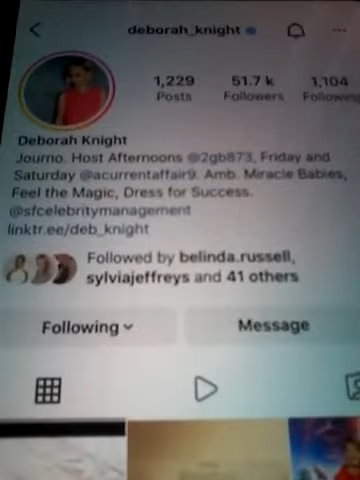 deborah_knight
1,229
51.7 k
1,104
Posts
Followers
Following
Deborah Knight
Journo. Host Afternoons @2gb873, Friday and
Saturday @acurrentaffair9. Amb. Miracle Babies,
Feel the Magic, Dress for Success.
@sfcelebritymanagement
linktr.ee/deb_knight
Followed by belinda.russell,
sylviajeffreys and 41 others
Following
Message